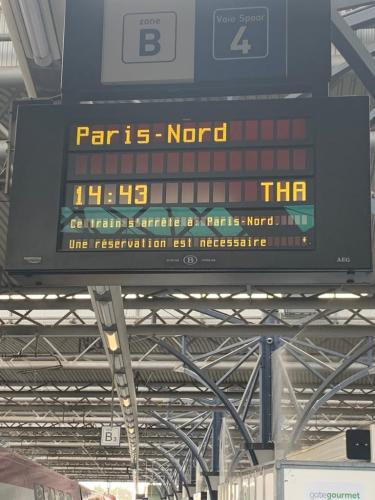 zone
B
Voie Spoor
4
Paris-Nord
14:43 THA
Ce train s'arrête à: Paris-Nord.
Une réservation est nécessaire
B
AEG
B3
gategourmet